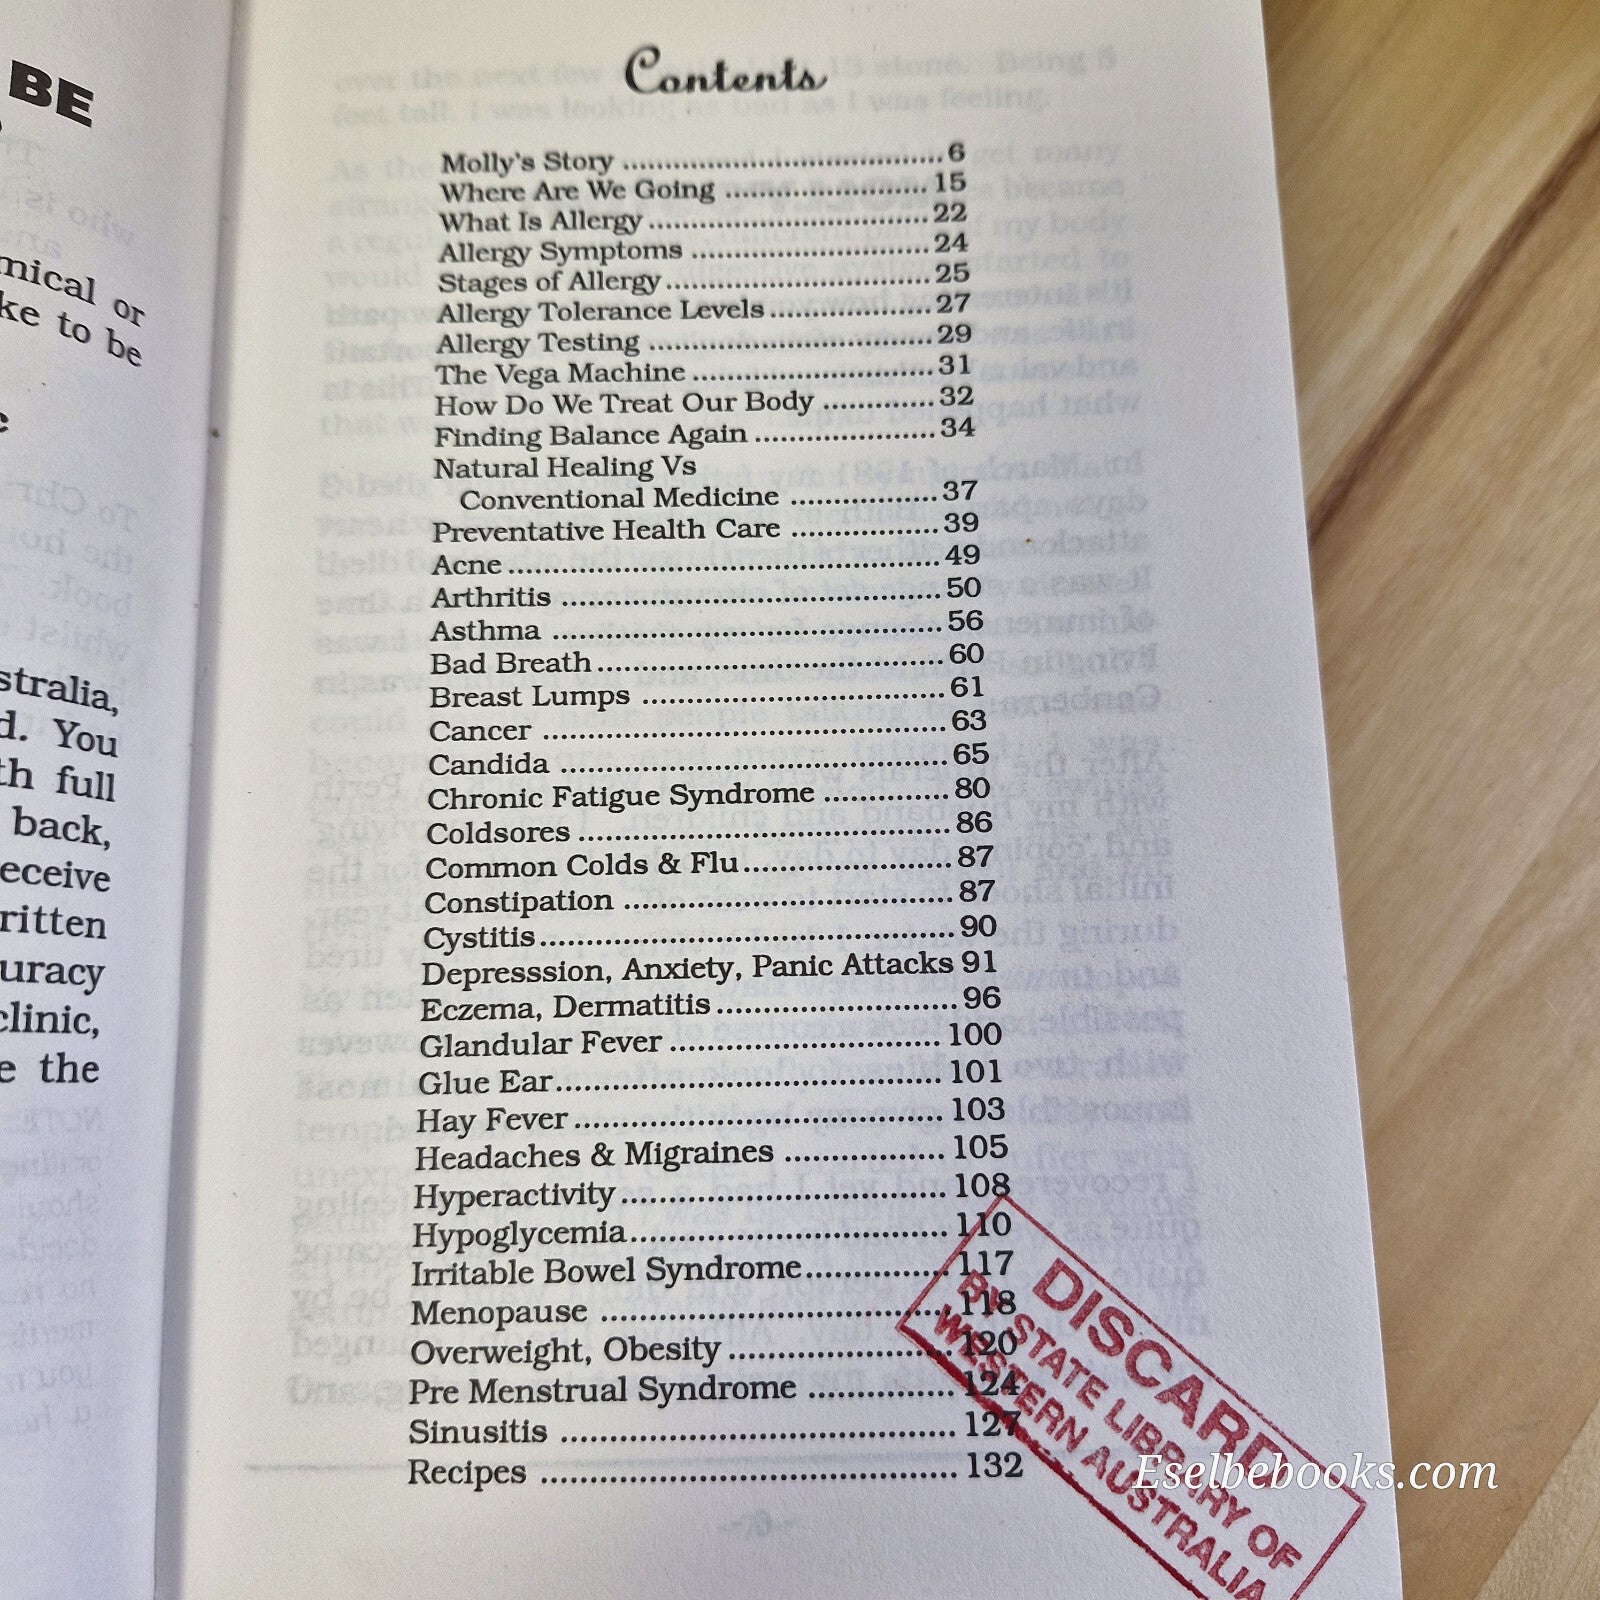 BE
mical or
ke to be
stralia,
d. You
th full
back,
eceive
ritten
uracy
clinic,
e the
Contents
Molly's Story ........................................ 6
Where Are We Going ......................... 15
What Is Allergy ................................... 22
Allergy Symptoms .............................. 24
Stages of Allergy ................................. 25
Allergy Tolerance Levels .................... 27
Allergy Testing ................................... 29
The Vega Machine .............................. 31
How Do We Treat Our Body .............. 32
Finding Balance Again ....................... 34
Natural Healing Vs
Conventional Medicine .................. 37
Preventative Health Care .................. 39
Acne .................................................... 49
Arthritis .............................................. 50
Asthma ............................................... 56
Bad Breath .......................................... 60
Breast Lumps ..................................... 61
Cancer ................................................ 63
Candida .............................................. 65
Chronic Fatigue Syndrome ............... 80
Coldsores ............................................ 86
Common Colds & Flu ......................... 87
Constipation ....................................... 87
Cystitis ................................................ 90
Depresssion, Anxiety, Panic Attacks 91
Eczema, Dermatitis ............................ 96
Glandular Fever ................................. 100
Glue Ear .............................................. 101
Hay Fever ............................................ 103
Headaches & Migraines .................... 105
Hyperactivity ...................................... 108
Hypoglycemia ..................................... 110
Irritable Bowel Syndrome .................. 117
Menopause ......................................... 118
Overweight, Obesity ........................... 120
Pre Menstrual Syndrome .................. 124
Sinusitis ............................................. 127
Recipes ............................................... 132
DISCARD
BY STATE LIBRARY OF
WESTERN AUSTRALIA
Eselbebooks.com